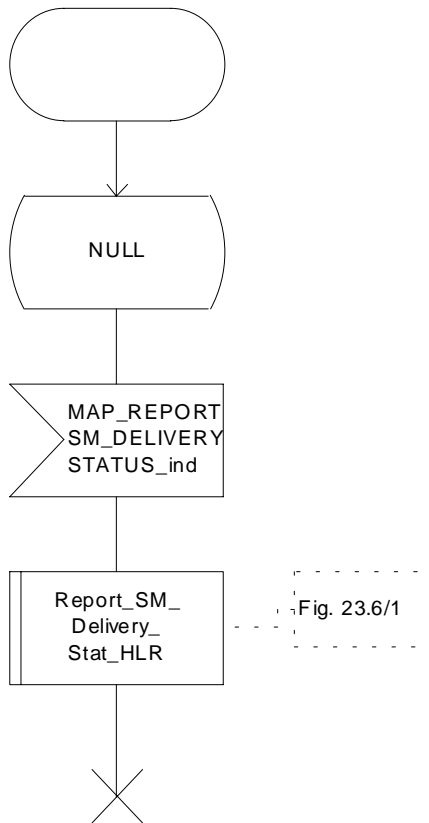 NULL
MAP_REPORT
SM_DELIVERY
STATUS_ind
Report_SM_
Delivery_
Stat_HLR
Fig. 23.6/1